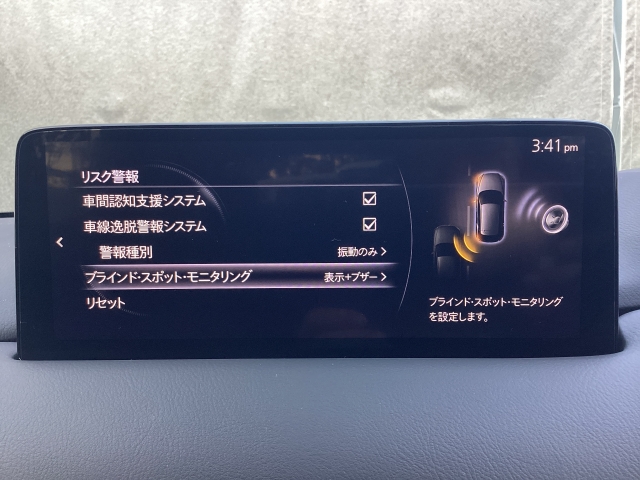 3:41 pm
リスク警報
車間認知支援システム
車線逸脱警報システム
警報種別 振動のみ
ブラインド・スポット・モニタリング 表示+ブザー
リセット
ブラインド・スポット・モニタリング
を設定します。